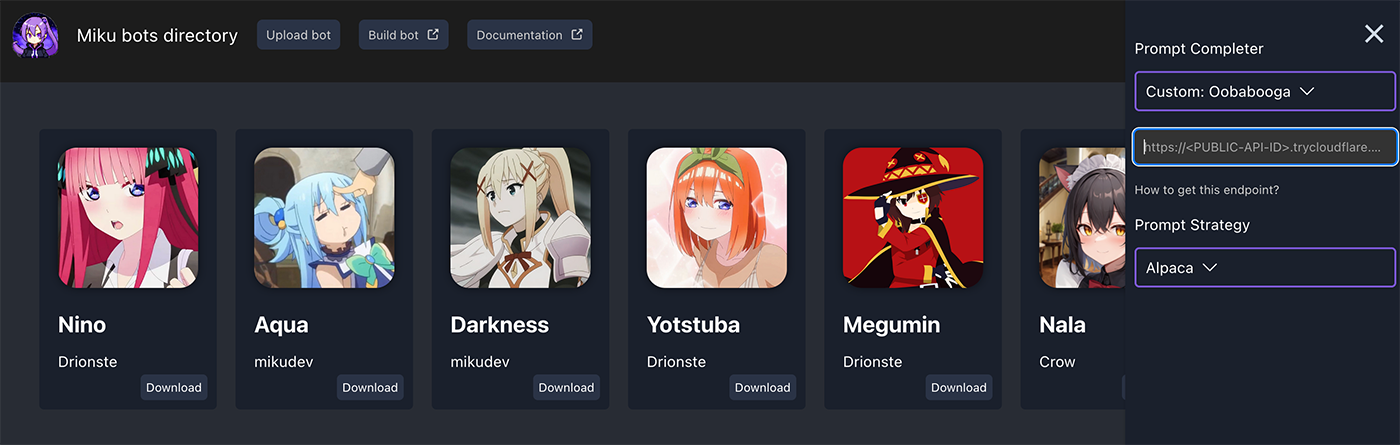 Miku bots directory
Upload bot
Build bot
Documentation
Nino
Drionste
Download
Aqua
mikudev
Download
Darkness
mikudev
Download
Yotstuba
Drionste
Download
Megumin
Drionste
Download
Nala
Crow
Prompt Completer
Custom: Oobabooga
https://<PUBLIC-API-ID>.trycloudflare....
How to get this endpoint?
Prompt Strategy
Alpaca